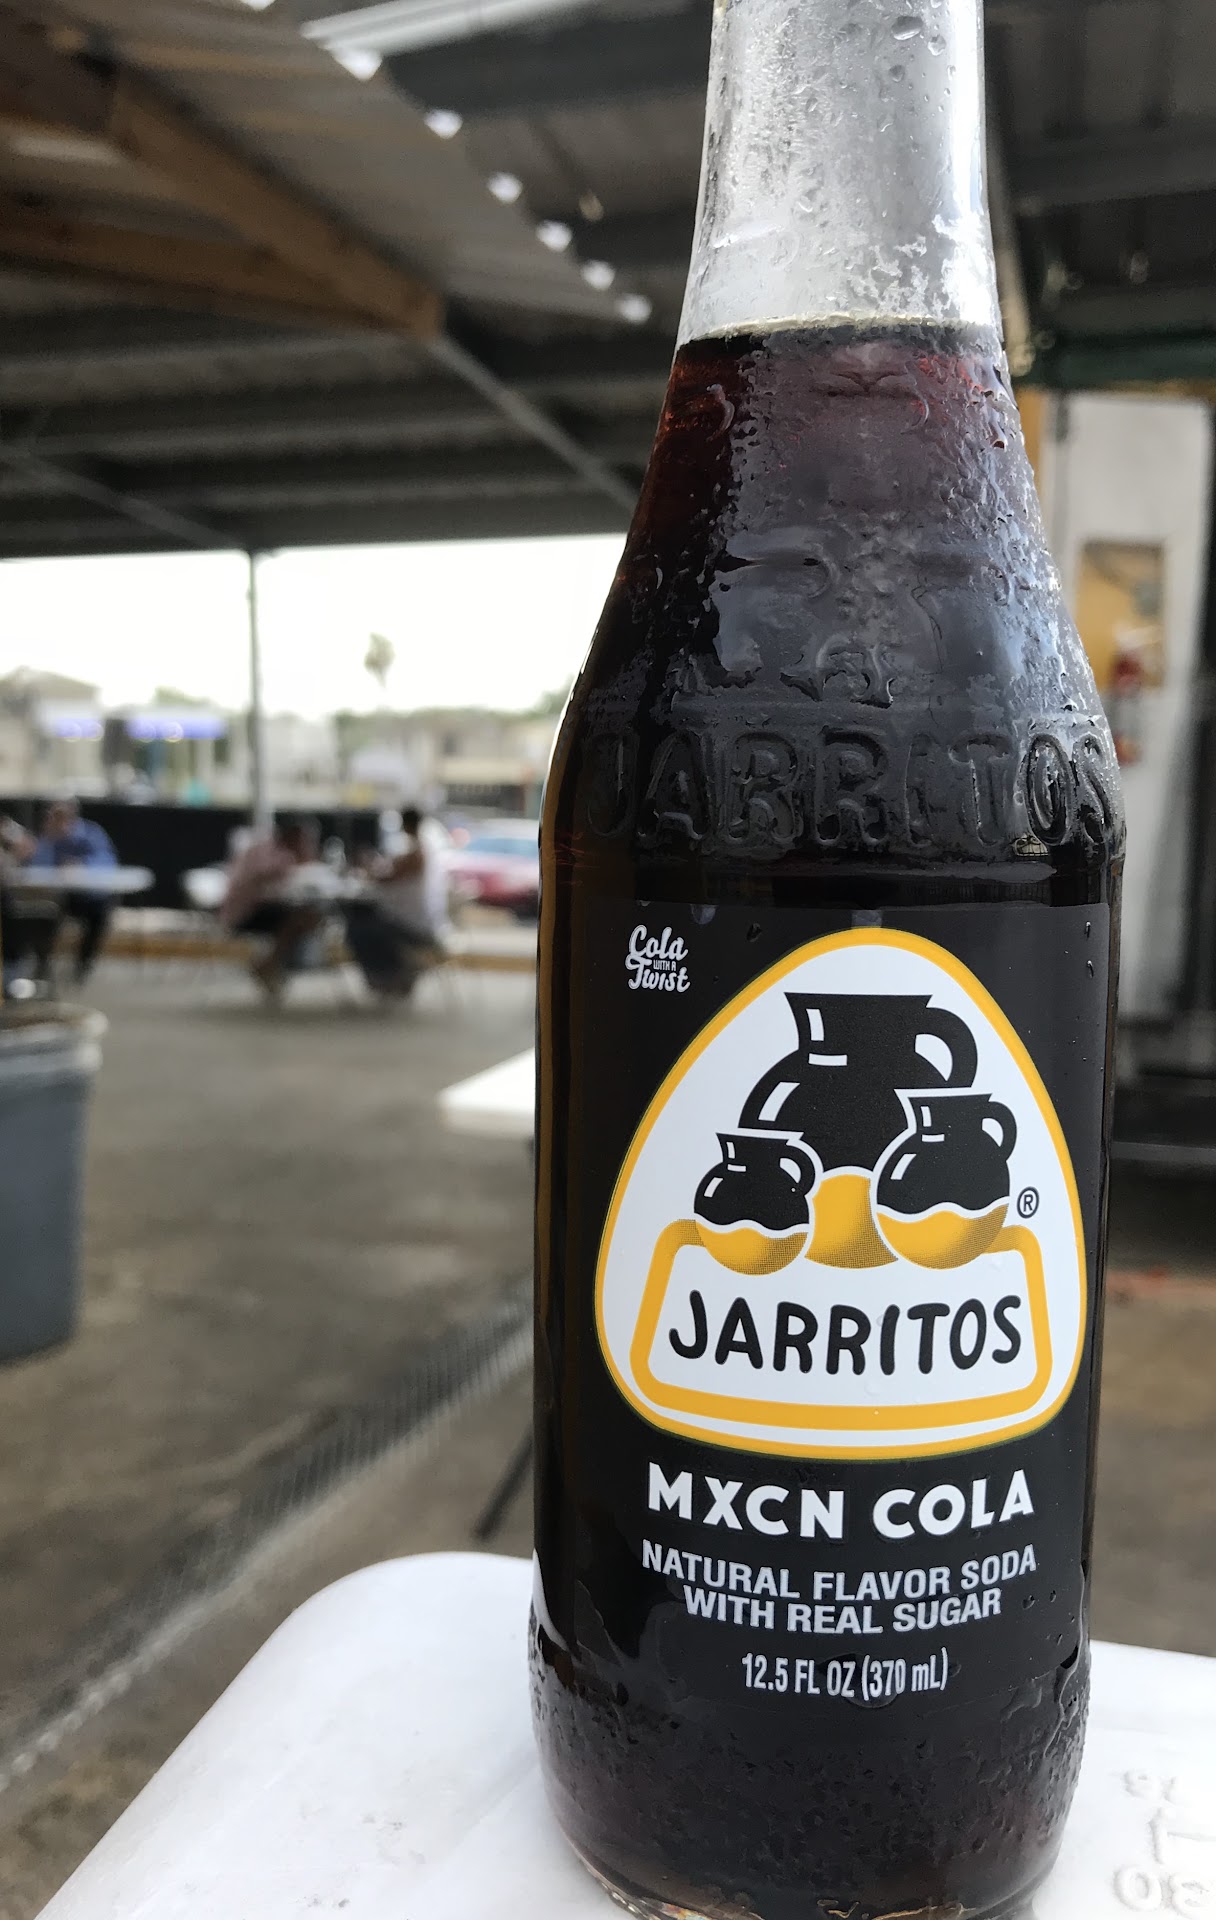 JARRITOS
Cola
WITH A
Twist
®
JARRITOS
MXCN COLA
NATURAL FLAVOR SODA
WITH REAL SUGAR
12.5 FL OZ (370 mL)